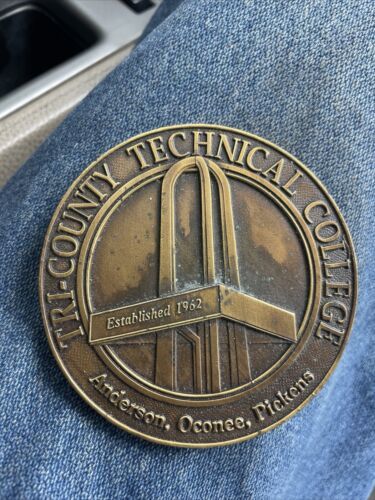 TRI-COUNTY TECHNICAL COLLEGE
Established 1962
Anderson, Oconee, Pickens